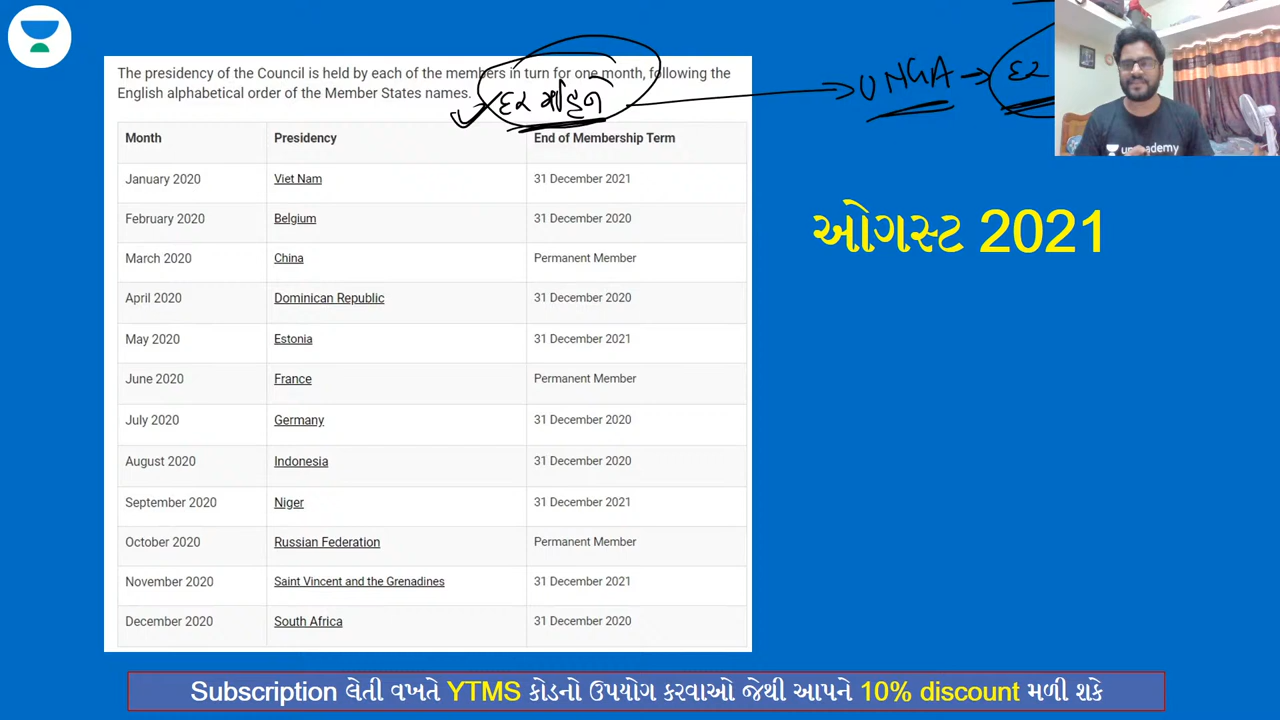 The presidency of the Council is held by each of the members in turn for one month, following the
English alphabetical order of the Member States names.
દર
UNGA → દર
Month Presidency End of Membership Term
January 2020 Viet Nam 31 December 2021
February 2020 Belgium 31 December 2020
March 2020 China Permanent Member
April 2020 Dominican Republic 31 December 2020
May 2020 Estonia 31 December 2021
June 2020 France Permanent Member
July 2020 Germany 31 December 2020
August 2020 Indonesia 31 December 2020
September 2020 Niger 31 December 2021
October 2020 Russian Federation Permanent Member
November 2020 Saint Vincent and the Grenadines 31 December 2021
December 2020 South Africa 31 December 2020
ઓગસ્ટ 2021
Subscription લેતી વખતે YTMS કોડનો ઉપયોગ કરવાઓ જેથી આપને 10% discount મળી શકે